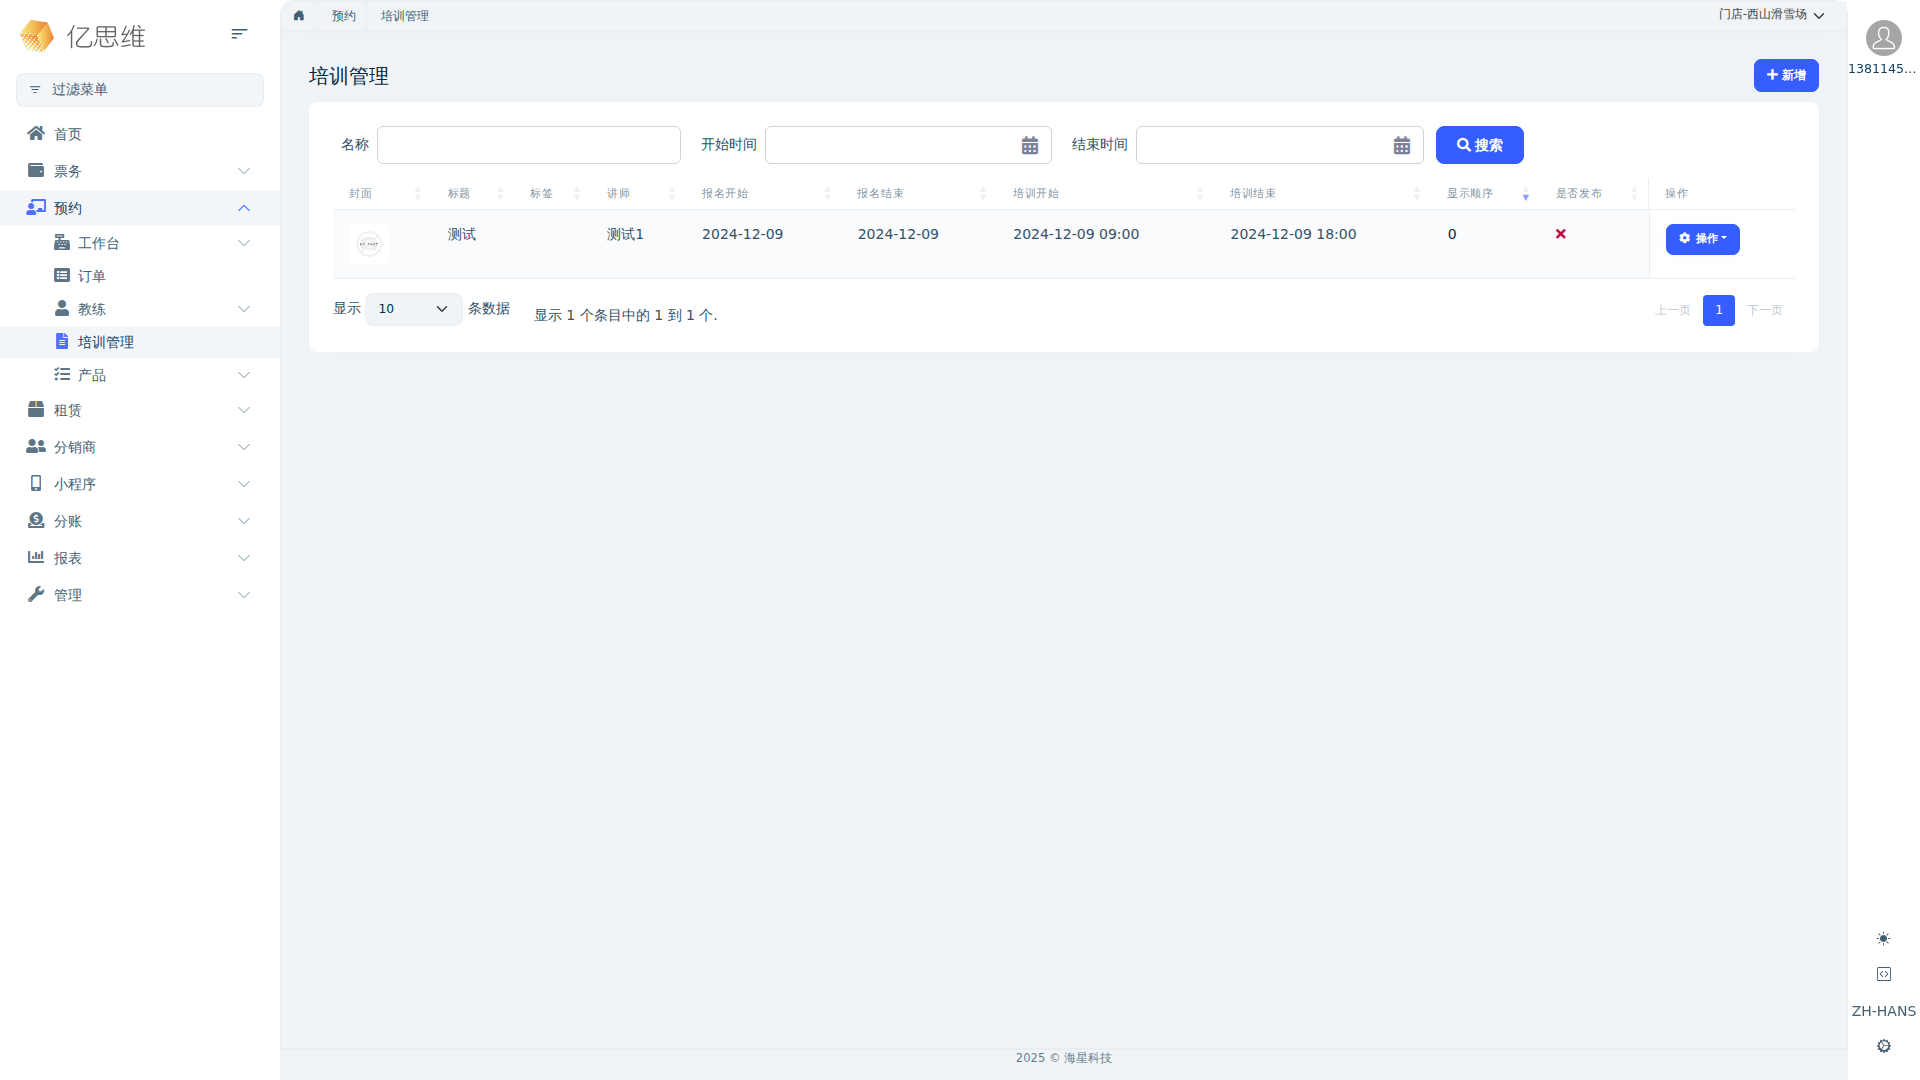 亿思维
过滤菜单
首页
票务
预约
工作台
订单
教练
培训管理
产品
租赁
分销商
小程序
分账
报表
管理
预约 培训管理
门店-西山滑雪场
培训管理
新增
名称 开始时间 结束时间 搜索
封面 标题 标签 讲师 报名开始 报名结束 培训开始 培训结束 显示顺序 是否发布 操作
测试 测试1 2024-12-09 2024-12-09 2024-12-09 09:00 2024-12-09 18:00 0 操作
显示 10 条数据 显示 1 个条目中的 1 到 1 个. 上一页 1 下一页
2025 © 海星科技
1381145...
ZH-HANS